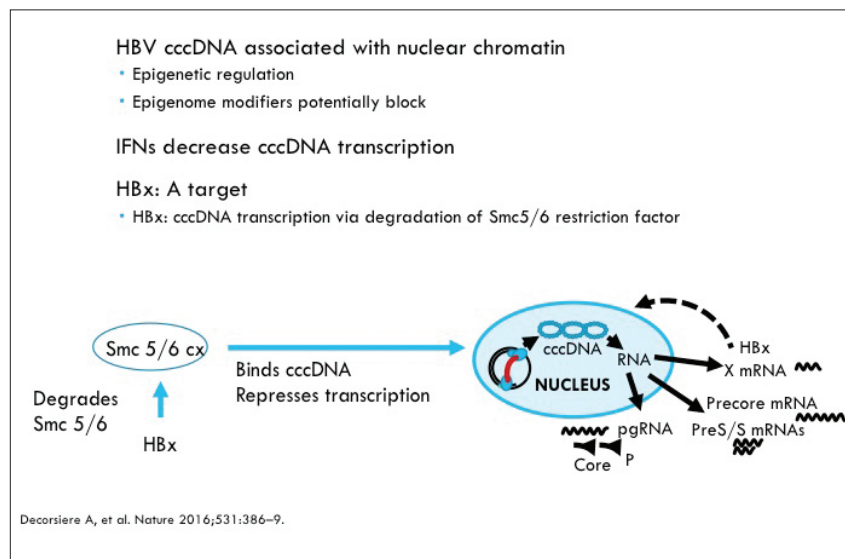 HBV cccDNA associated with nuclear chromatin
• Epigenetic regulation
• Epigenome modifiers potentially block
IFNs decrease cccDNA transcription
HBx: A target
• HBx: cccDNA transcription via degradation of Smc5/6 restriction factor
Smc 5/6 cx
Binds cccDNA
Represses transcription
Degrades
Smc 5/6
HBx
cccDNA
RNA
NUCLEUS
HBx
X mRNA
Precore mRNA
PreS/S mRNAs
pgRNA
Core
P
Decorsiere A, et al. Nature 2016;531:386–9.